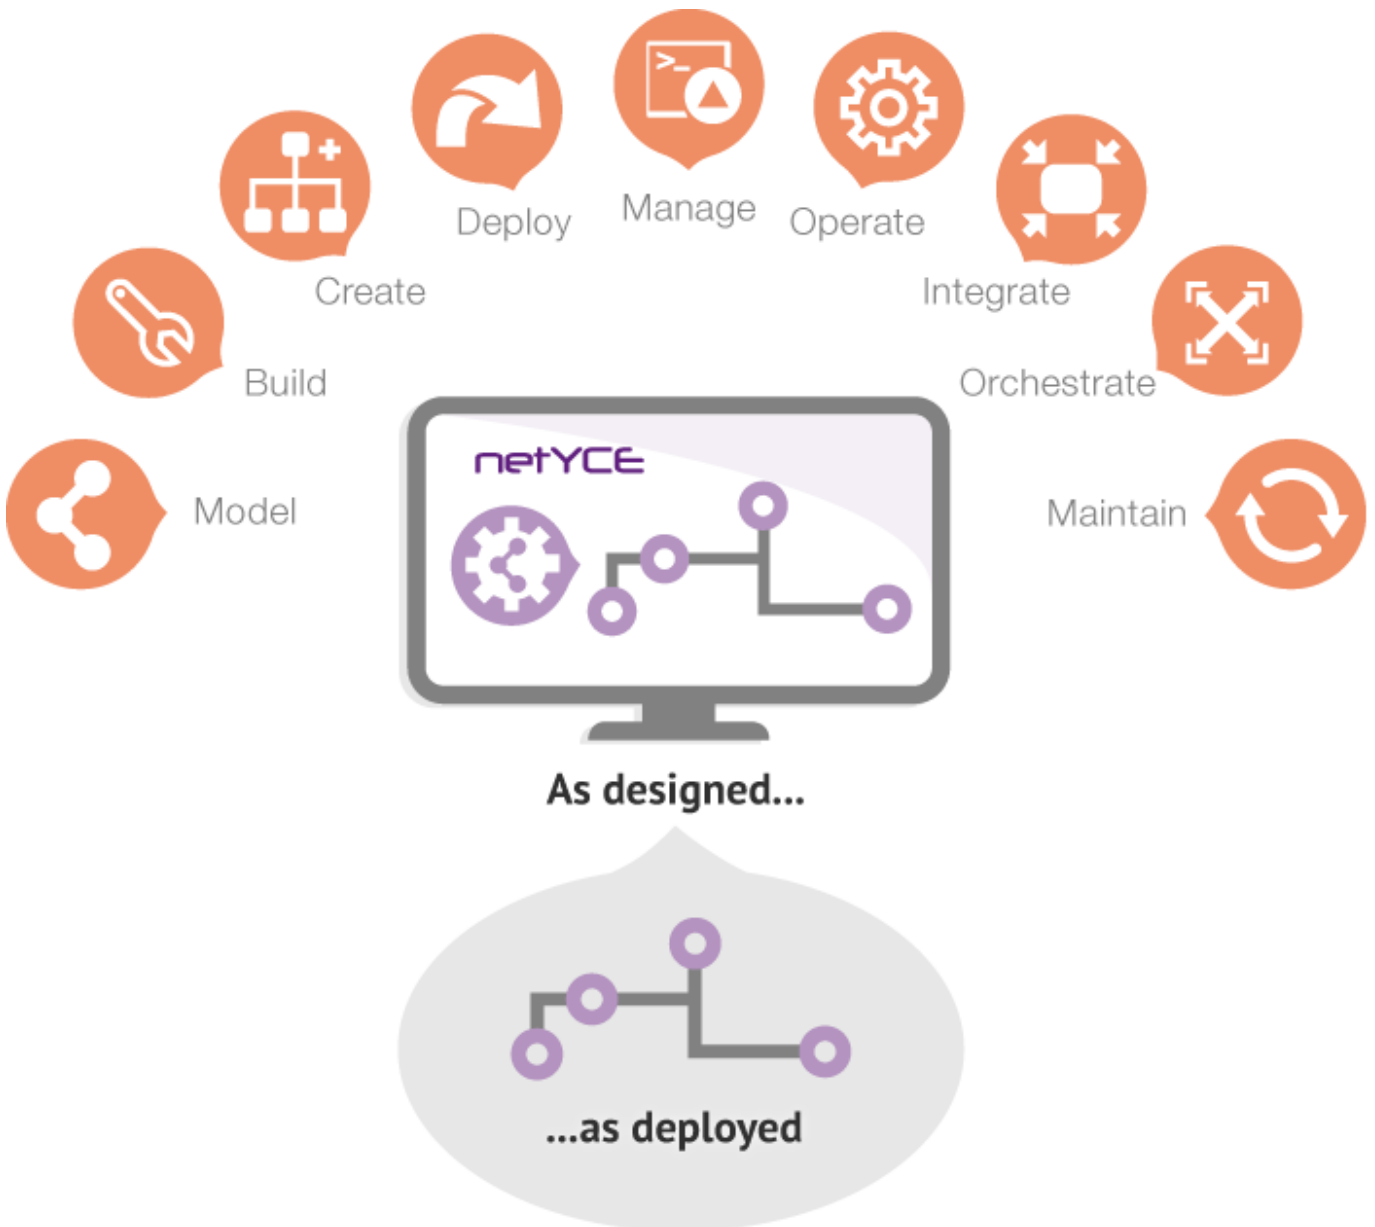 Model
Build
Create
Deploy
Manage
Operate
Integrate
Orchestrate
Maintain
>_
netYCE
As designed...
...as deployed